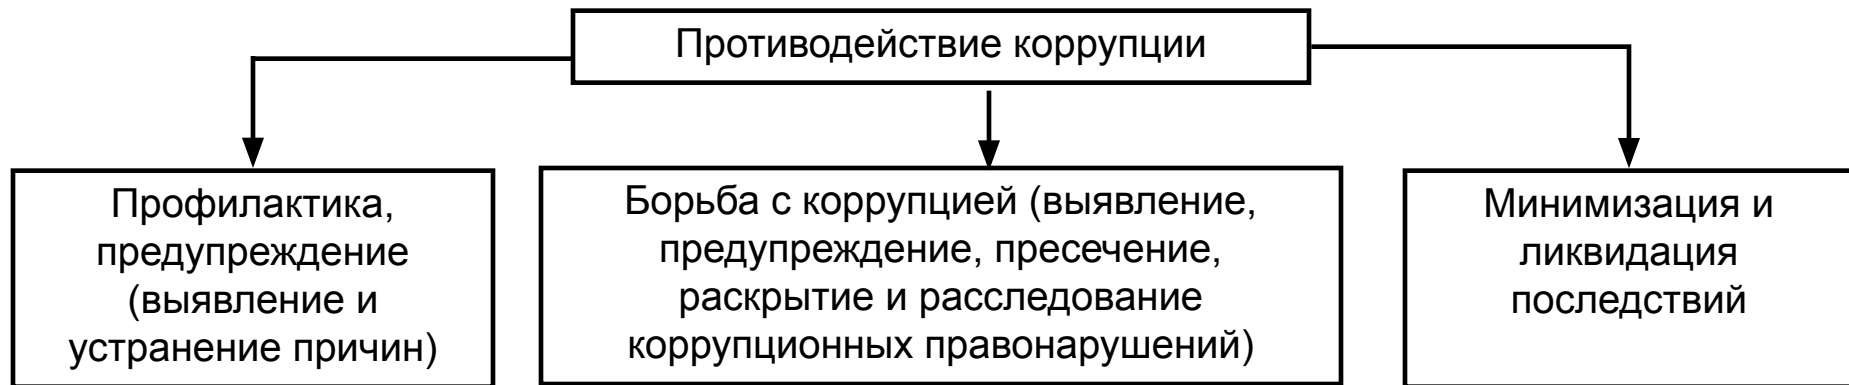 Противодействие коррупции
Профилактика,
предупреждение
(выявление и
устранение причин)
Борьба с коррупцией (выявление,
предупреждение, пресечение,
раскрытие и расследование
коррупционных правонарушений)
Минимизация и
ликвидация
последствий